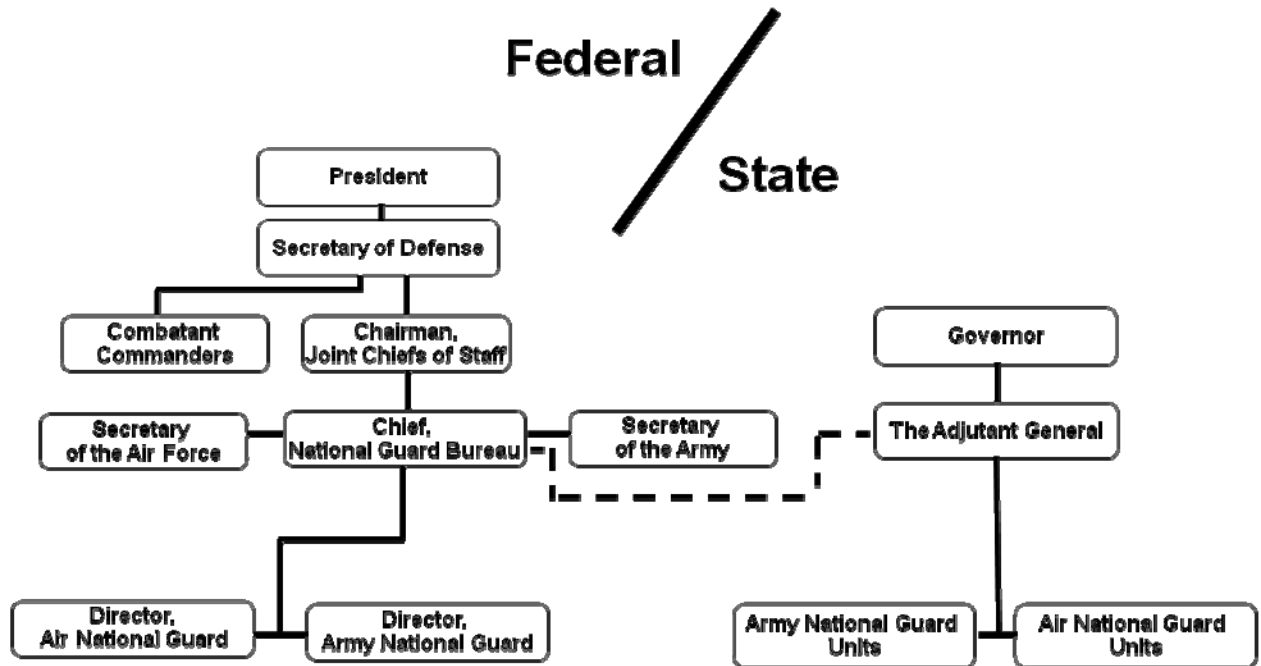 Federal
State
President
Secretary of Defense
Combatant
Commanders
Chairman,
Joint Chiefs of Staff
Governor
Secretary
of the Air Force
Chief,
National Guard Bureau
Secretary
of the Army
The Adjutant General
Director,
Air National Guard
Director,
Army National Guard
Army National Guard
Units
Air National Guard
Units